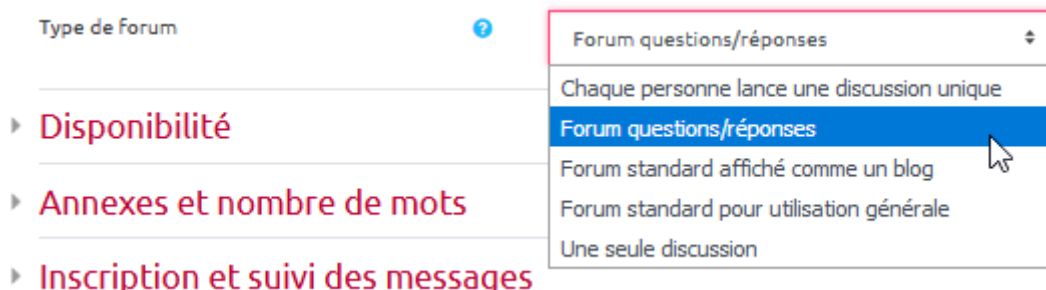 Type de forum
?
Forum questions/réponses
Chaque personne lance une discussion unique
Forum questions/réponses
Forum standard affiché comme un blog
Forum standard pour utilisation générale
Une seule discussion
Disponibilité
Annexes et nombre de mots
Inscription et suivi des messages